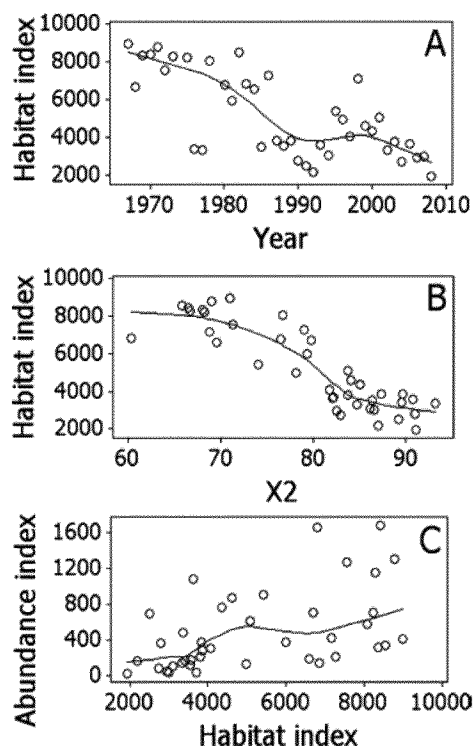 10000
8000
6000
4000
2000
Habitat index
A
1970 1980 1990 2000 2010
Year
10000
8000
6000
4000
2000
Habitat index
B
60 70 80 90
X2
1600
1200
800
400
0
Abundance index
C
2000 4000 6000 8000 10000
Habitat index